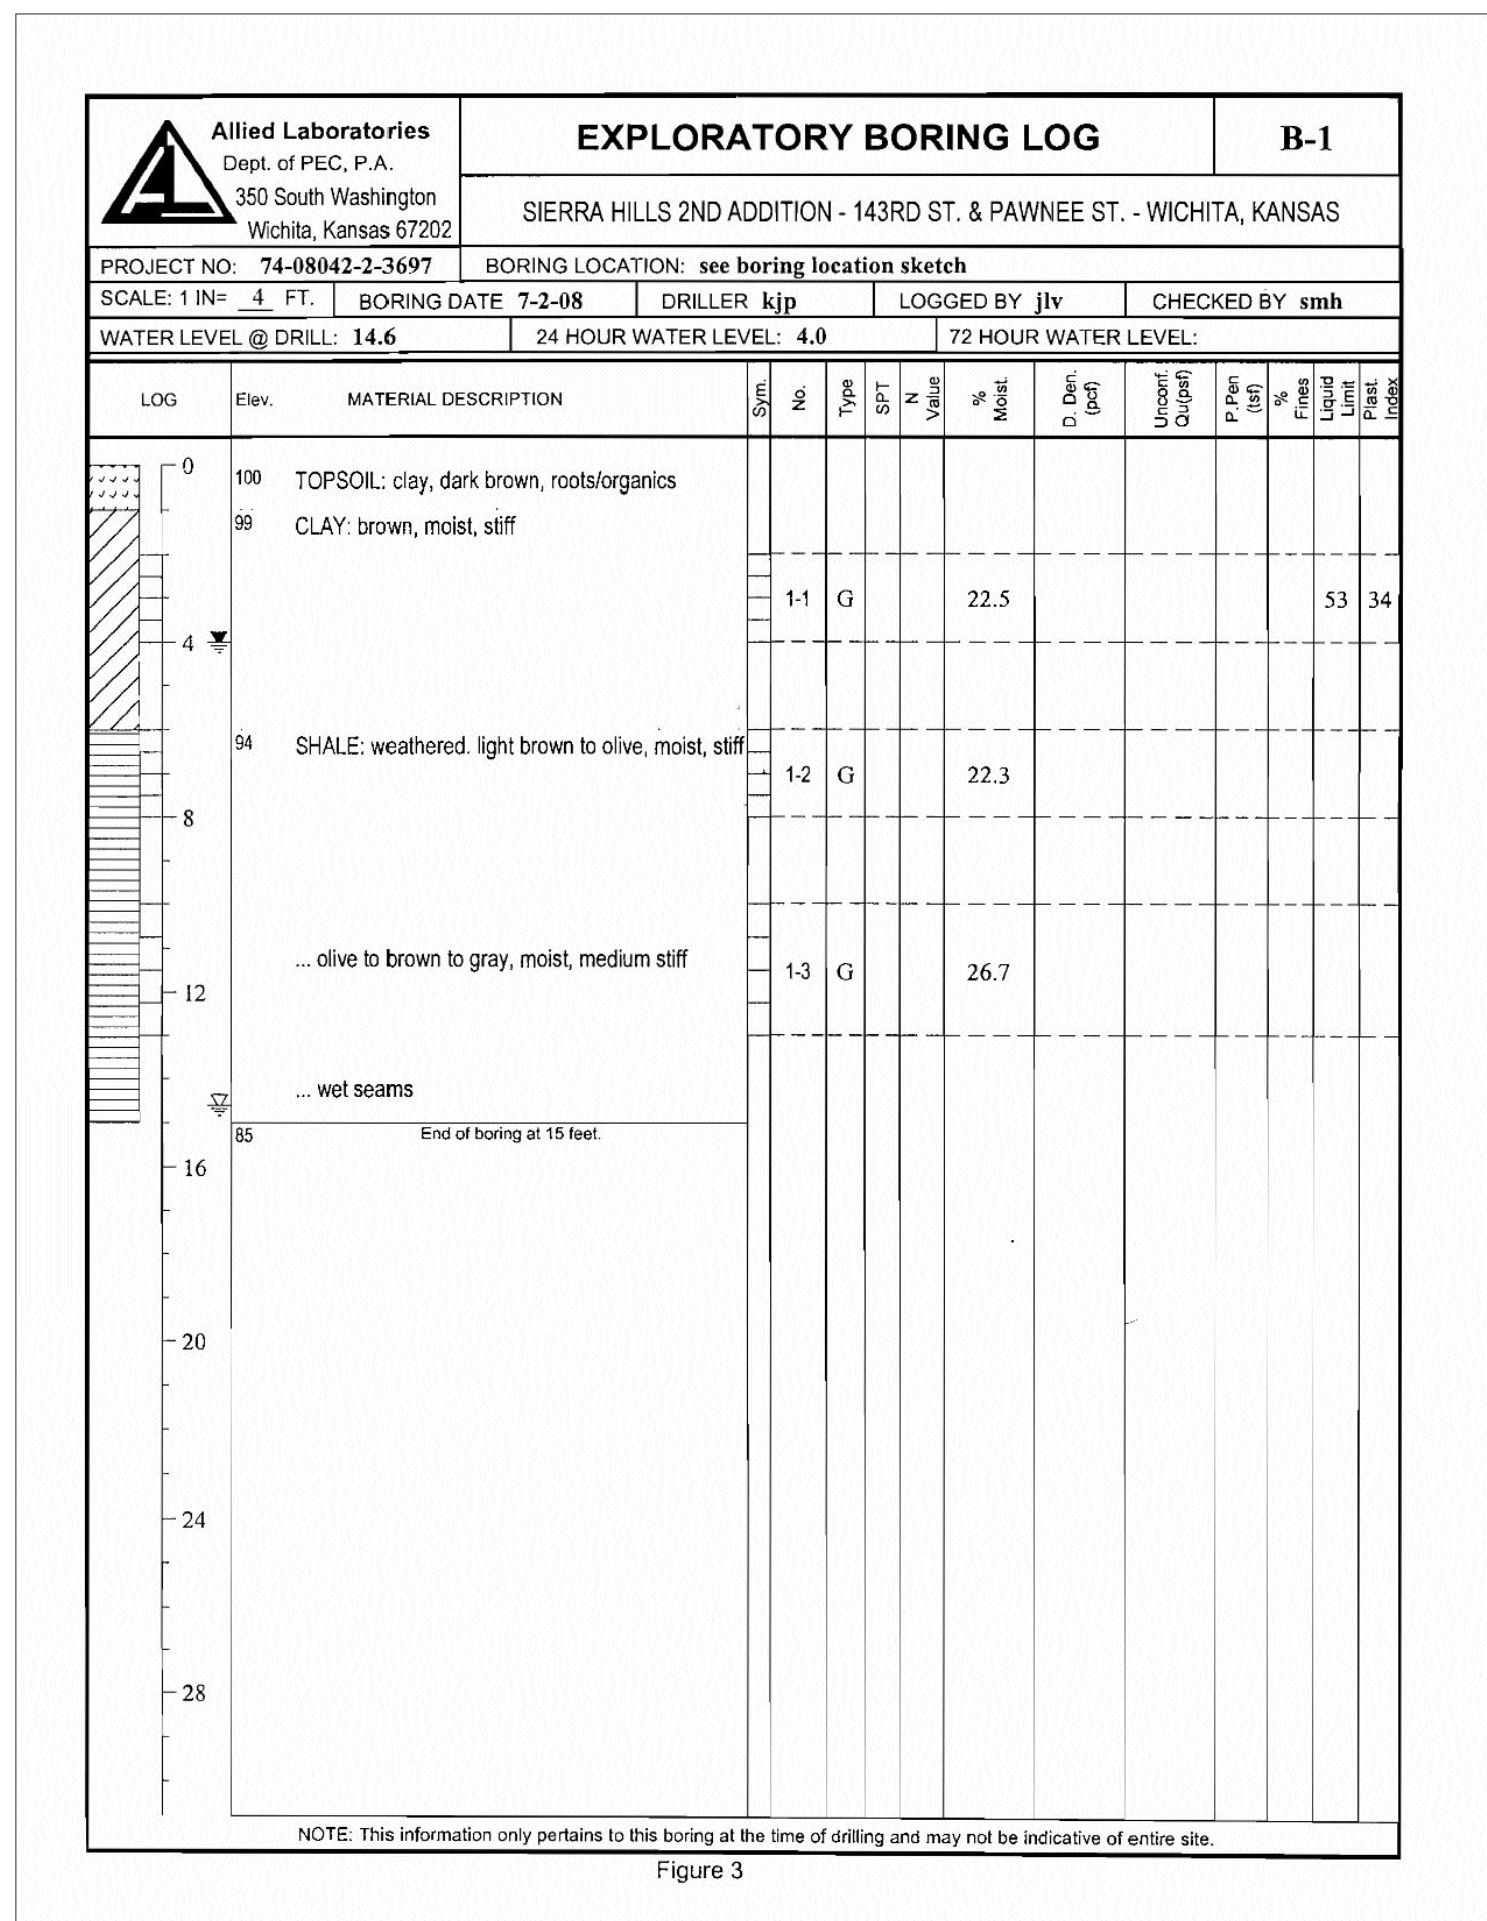 Allied Laboratories
Dept. of PEC, P.A.
350 South Washington
Wichita, Kansas 67202
EXPLORATORY BORING LOG
B-1
SIERRA HILLS 2ND ADDITION - 143RD ST. & PAWNEE ST. - WICHITA, KANSAS
PROJECT NO: 74-08042-2-3697 BORING LOCATION: see boring location sketch
SCALE: 1 IN= 4 FT. BORING DATE 7-2-08 DRILLER kjp LOGGED BY jlv CHECKED BY smh
WATER LEVEL @ DRILL: 14.6 24 HOUR WATER LEVEL: 4.0 72 HOUR WATER LEVEL:
LOG Elev. MATERIAL DESCRIPTION Sym. No. Type SPT N Value % Moist. D. Den. (pcf) Unconf. Qu(psf) P.Pen (tsf) % Fines Liquid Limit Plast. Index
0
100 TOPSOIL: clay, dark brown, roots/organics
99 CLAY: brown, moist, stiff
1-1 G 22.5 53 34
4
94 SHALE: weathered. light brown to olive, moist, stiff
1-2 G 22.3
8
... olive to brown to gray, moist, medium stiff
1-3 G 26.7
12
... wet seams
85 End of boring at 15 feet.
16
20
24
28
NOTE: This information only pertains to this boring at the time of drilling and may not be indicative of entire site.
Figure 3